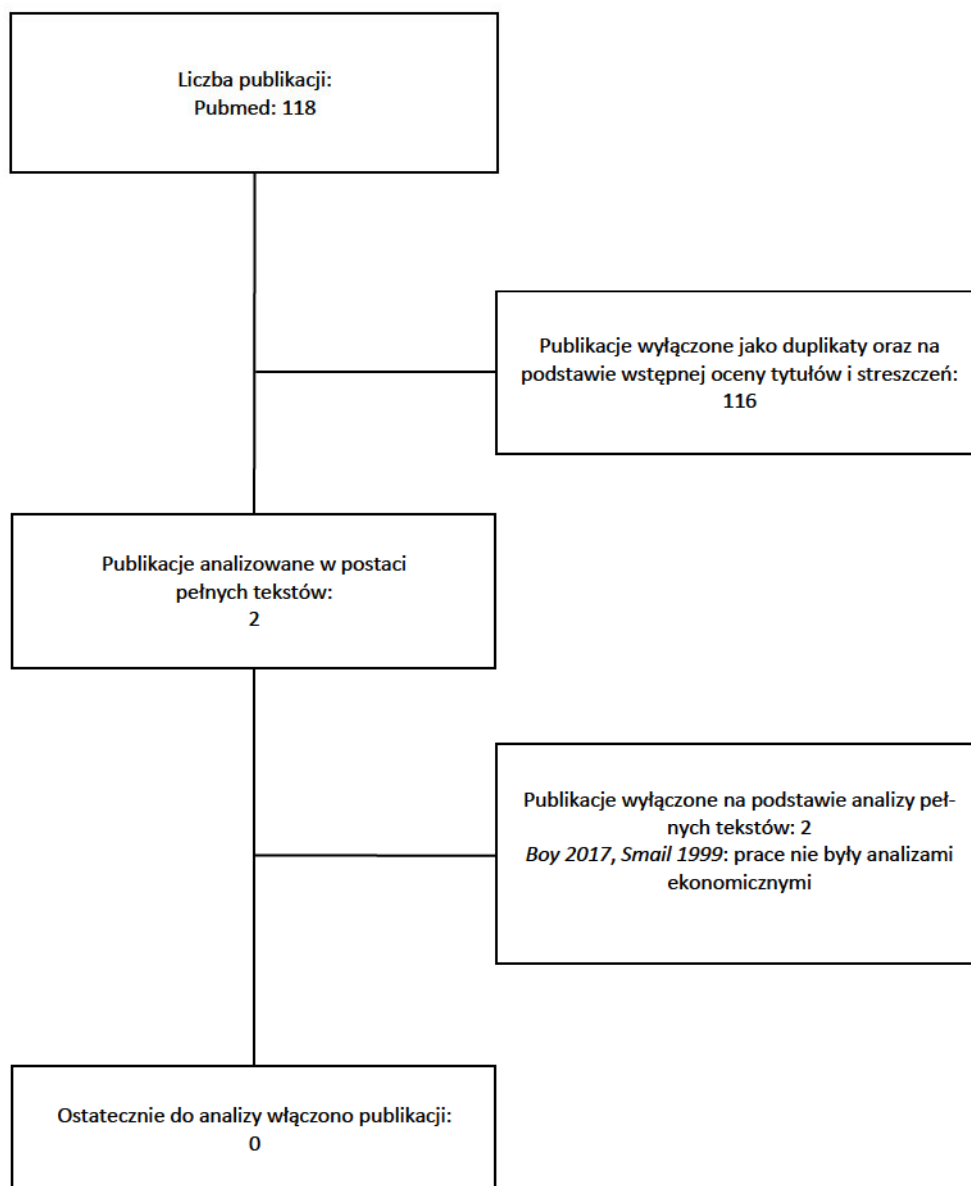 Liczba publikacji:
Pubmed: 118
Publikacje wyłączone jako duplikaty oraz na
podstawie wstępnej oceny tytułów i streszczeń:
116
Publikacje analizowane w postaci
pełnych tekstów:
2
Publikacje wyłączone na podstawie analizy peł-
nych tekstów: 2
Boy 2017, Smail 1999: prace nie były analizami
ekonomicznymi
Ostatecznie do analizy włączono publikacji:
0